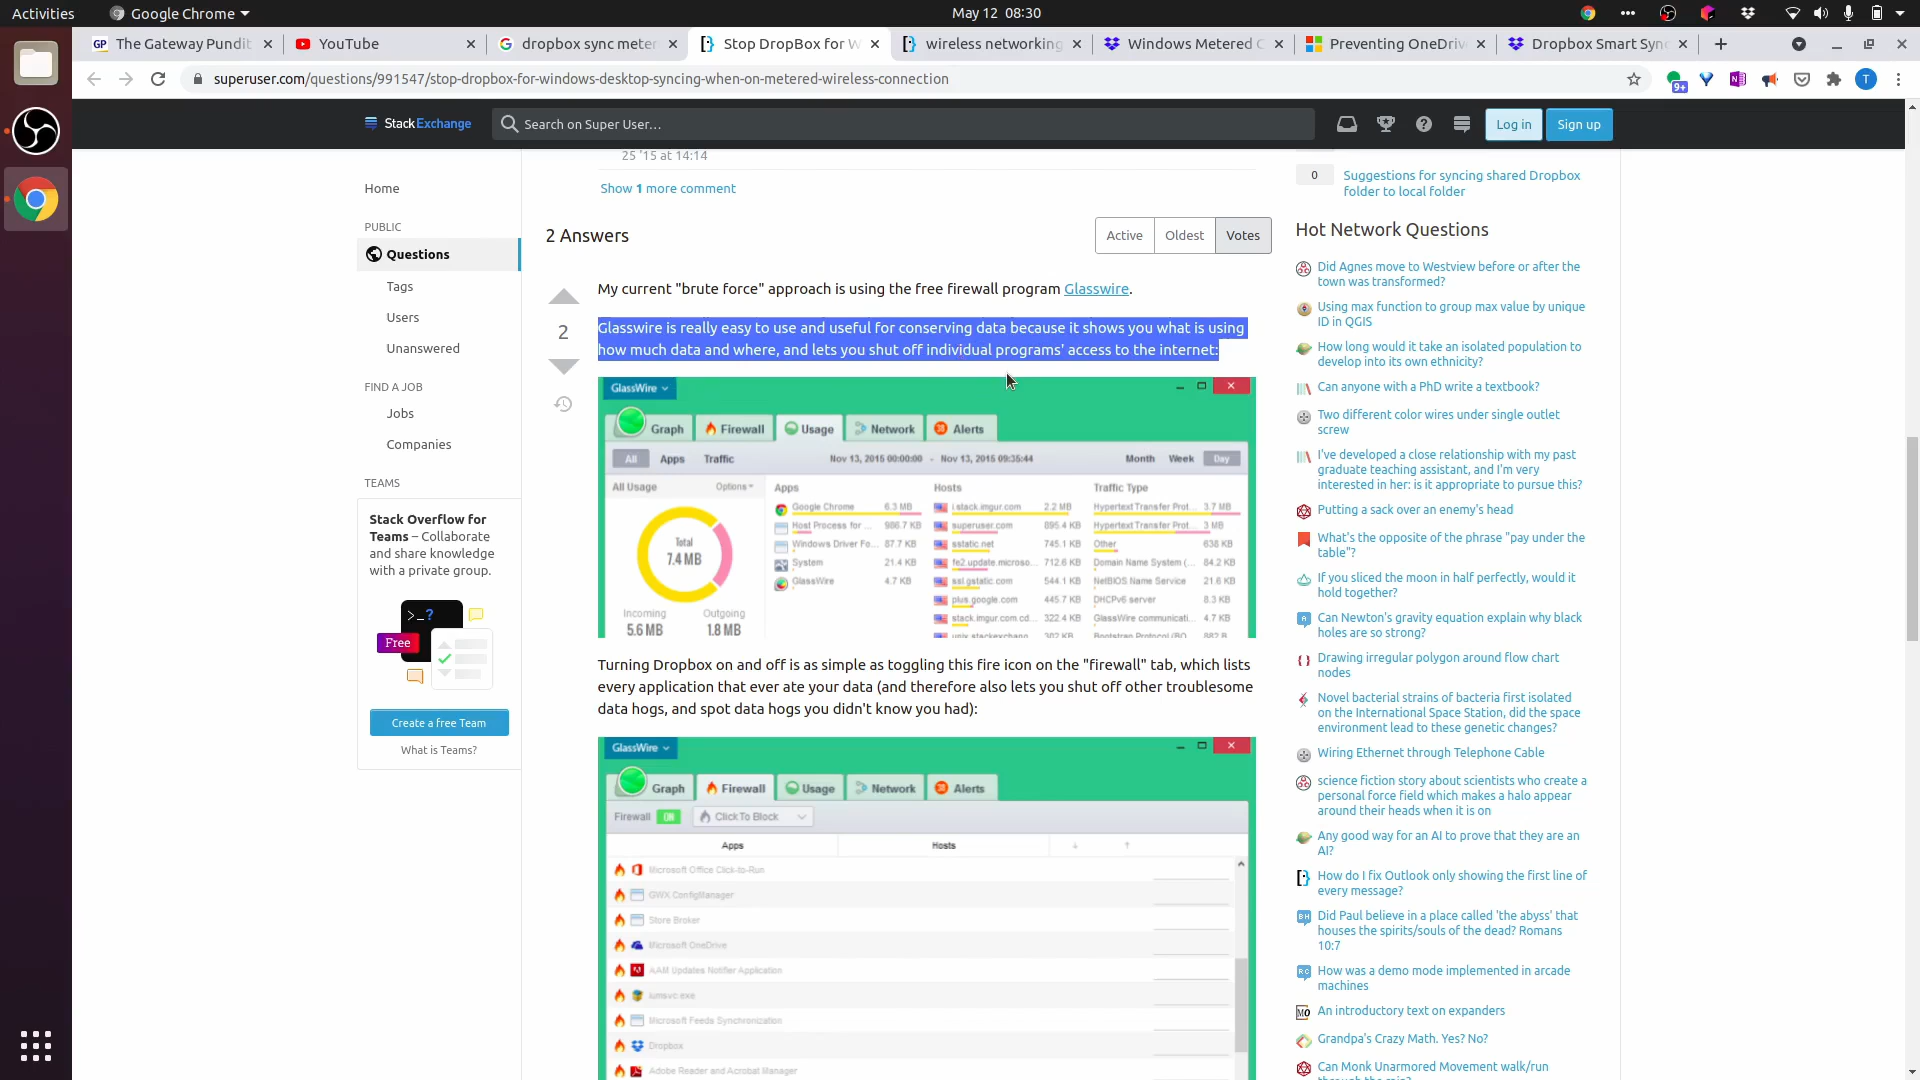 Activities
Google Chrome
May 12 08:30
The Gateway Pundit
YouTube
dropbox sync meter
Stop DropBox for W
wireless networking
Windows Metered C
Preventing OneDriv
Dropbox Smart Syn
superuser.com/questions/991547/stop-dropbox-for-windows-desktop-syncing-when-on-metered-wireless-connection
9+
T
StackExchange
Search on Super User...
Log in
Sign up
Home
PUBLIC
Questions
Tags
Users
Unanswered
FIND A JOB
Jobs
Companies
TEAMS
Stack Overflow for
Teams – Collaborate
and share knowledge
with a private group.
>_?
Free
Create a free Team
What is Teams?
25 '15 at 14:14
Show 1 more comment
2 Answers
Active
Oldest
Votes
2
My current "brute force" approach is using the free firewall program Glasswire.
Glasswire is really easy to use and useful for conserving data because it shows you what is using
how much data and where, and lets you shut off individual programs' access to the internet:
GlassWire
Graph
Firewall
Usage
Network
Alerts
All
Apps
Traffic
Nov 13, 2015 00:00:00 - Nov 13, 2015 09:35:44
Month
Week
Day
All Usage
Options
Total
7.4 MB
Incoming
5.6 MB
Outgoing
1.8 MB
Apps
Google Chrome 6.3 MB
Host Process for ... 986.7 KB
Windows Driver Fo... 87.7 KB
System 21.4 KB
GlassWire 4.7 KB
Hosts
i.stack.imgur.com 2.2 MB
superuser.com 895.4 KB
sstatic.net 745.1 KB
fe2.update.microso... 712.6 KB
ssl.gstatic.com 544.1 KB
plus.google.com 445.7 KB
stack.imgur.com.cd... 322.4 KB
unix.stackexchang... 302 KB
Traffic Type
Hypertext Transfer Prot... 3.7 MB
Hypertext Transfer Prot... 3 MB
Other 638 KB
Domain Name System (... 84.2 KB
NetBIOS Name Service 21.6 KB
DHCPv6 server 8.3 KB
GlassWire communicati... 4.7 KB
Bootstrap Protocol (BO... 882 B
Turning Dropbox on and off is as simple as toggling this fire icon on the "firewall" tab, which lists
every application that ever ate your data (and therefore also lets you shut off other troublesome
data hogs, and spot data hogs you didn't know you had):
GlassWire
Graph
Firewall
Usage
Network
Alerts
Firewall ON
Click To Block
Apps
Hosts
Microsoft Office Click-to-Run
GWX ConfigManager
Store Broker
Microsoft OneDrive
AAM Updates Notifier Application
iumsvc.exe
Microsoft Feeds Synchronization
Dropbox
Adobe Reader and Acrobat Manager
0
Suggestions for syncing shared Dropbox
folder to local folder
Hot Network Questions
Did Agnes move to Westview before or after the
town was transformed?
Using max function to group max value by unique
ID in QGIS
How long would it take an isolated population to
develop into its own ethnicity?
Can anyone with a PhD write a textbook?
Two different color wires under single outlet
screw
I've developed a close relationship with my past
graduate teaching assistant, and I'm very
interested in her: is it appropriate to pursue this?
Putting a sack over an enemy's head
What's the opposite of the phrase "pay under the
table"?
If you sliced the moon in half perfectly, would it
hold together?
Can Newton's gravity equation explain why black
holes are so strong?
Drawing irregular polygon around flow chart
nodes
Novel bacterial strains of bacteria first isolated
on the International Space Station, did the space
environment lead to these genetic changes?
Wiring Ethernet through Telephone Cable
science fiction story about scientists who create a
personal force field which makes a halo appear
around their heads when it is on
Any good way for an AI to prove that they are an
AI?
How do I fix Outlook only showing the first line of
every message?
Did Paul believe in a place called 'the abyss' that
houses the spirits/souls of the dead? Romans
10:7
How was a demo mode implemented in arcade
machines
An introductory text on expanders
Grandpa's Crazy Math. Yes? No?
Can Monk Unarmored Movement walk/run